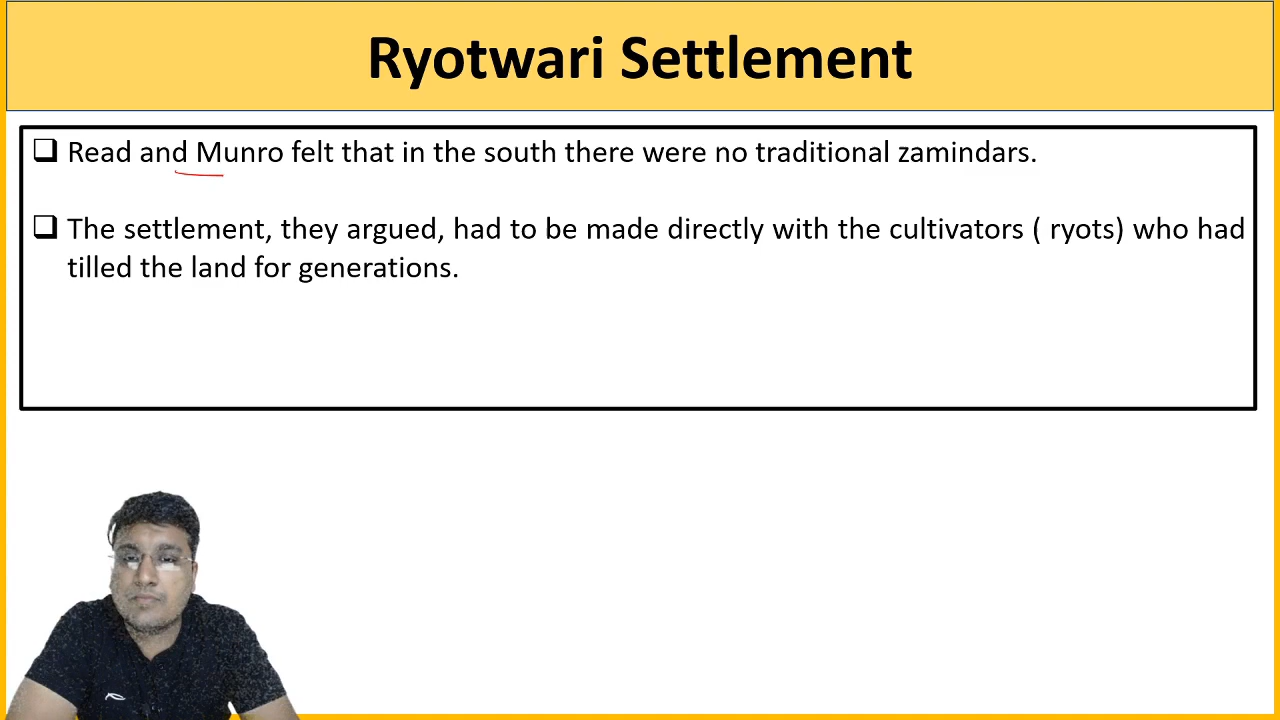 Ryotwari Settlement
❑ Read and Munro felt that in the south there were no traditional zamindars.
❑ The settlement, they argued, had to be made directly with the cultivators ( ryots) who had
tilled the land for generations.